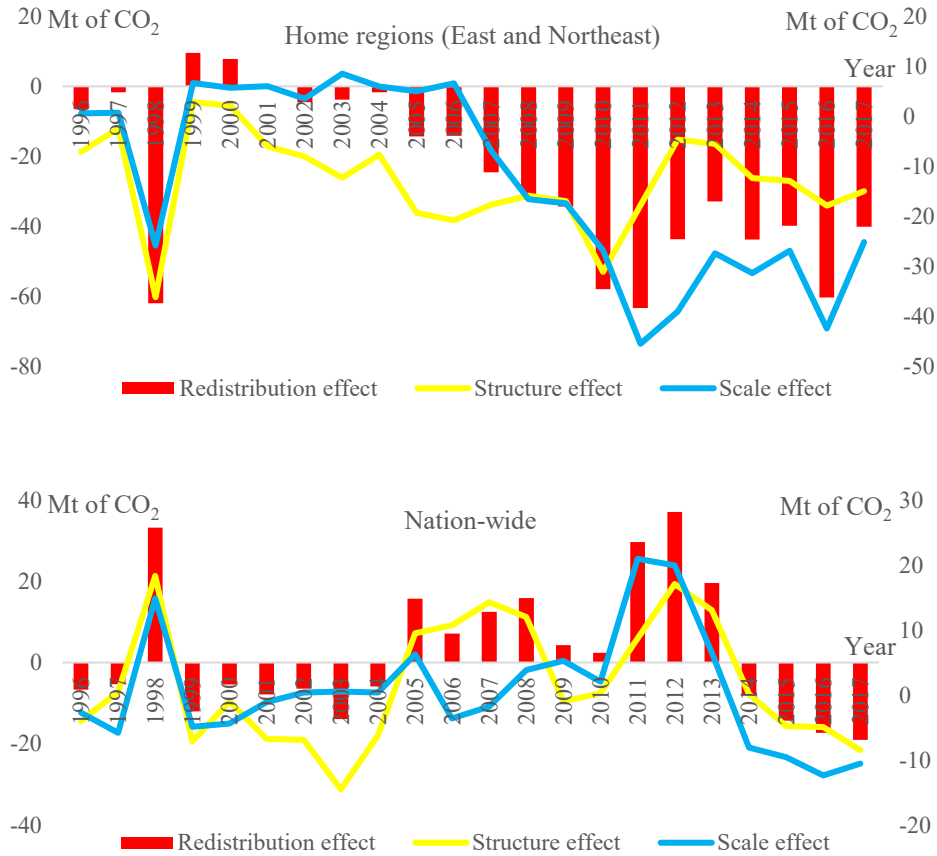 20 Mt of CO2 Mt of CO2 20
Home regions (East and Northeast)
Year 10
0 0
-20 -10
-40 -20
-30
-60 -40
-80 -50
1996 1997 1998 1999 2000 2001 2002 2003 2004 2005 2006 2007 2008 2009 2010 2011 2012 2013 2014 2015 2016 2017
Redistribution effect Structure effect Scale effect
40 Mt of CO2 Mt of CO2 30
Nation-wide
20 20
10
0 Year
0
-20 -10
-40 -20
1996 1997 1998 1999 2000 2001 2002 2003 2004 2005 2006 2007 2008 2009 2010 2011 2012 2013 2014 2015 2016 2017
Redistribution effect Structure effect Scale effect